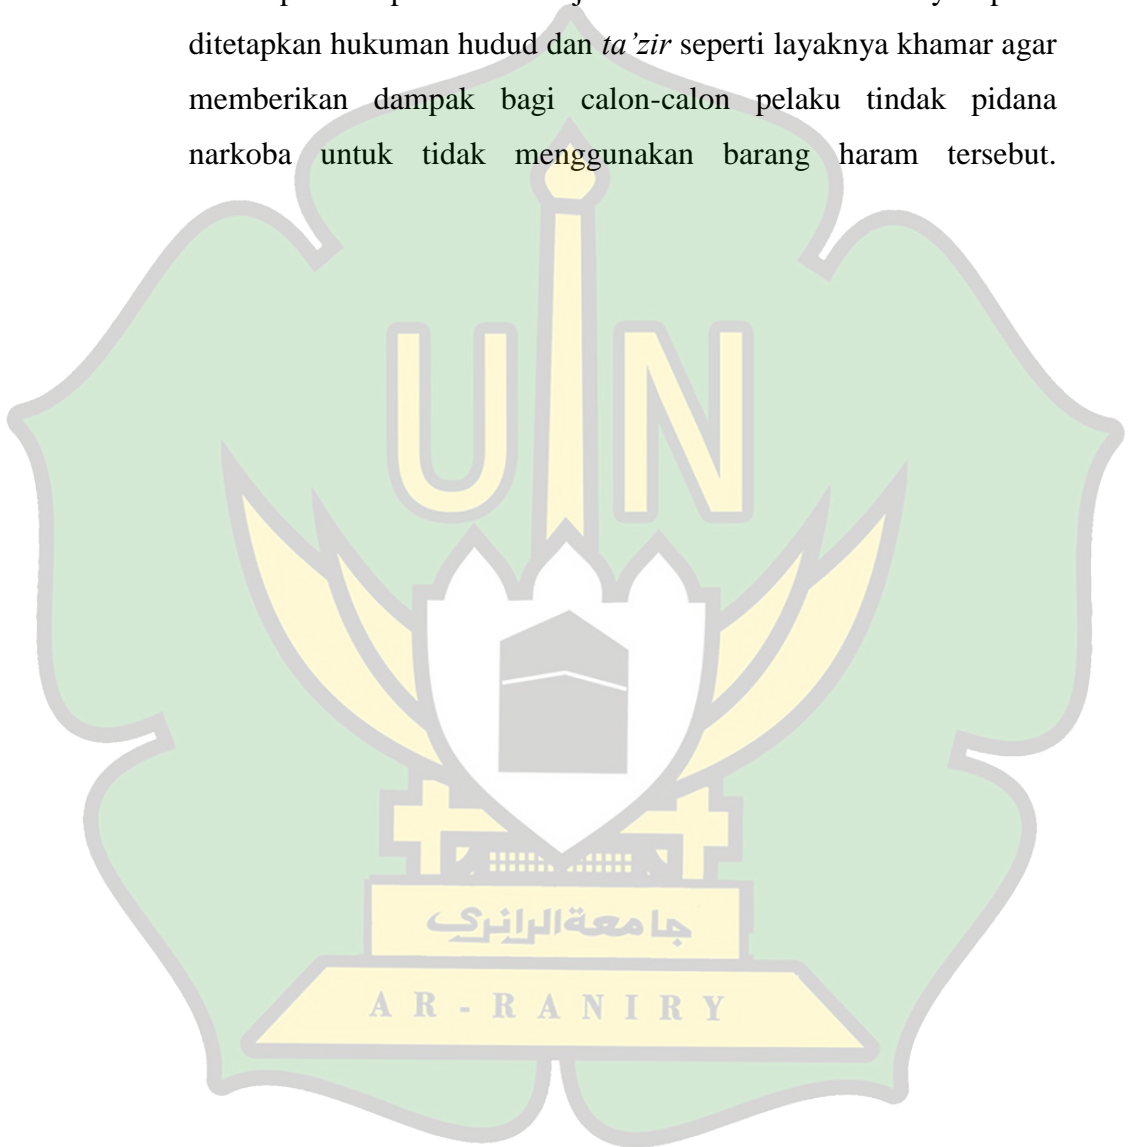 ditetapkan hukuman hudud dan ta’zir seperti layaknya khamar agar
memberikan dampak bagi calon-calon pelaku tindak pidana
narkoba untuk tidak menggunakan barang haram tersebut.
UIN
جامعةالرانري
AR-RANIRY